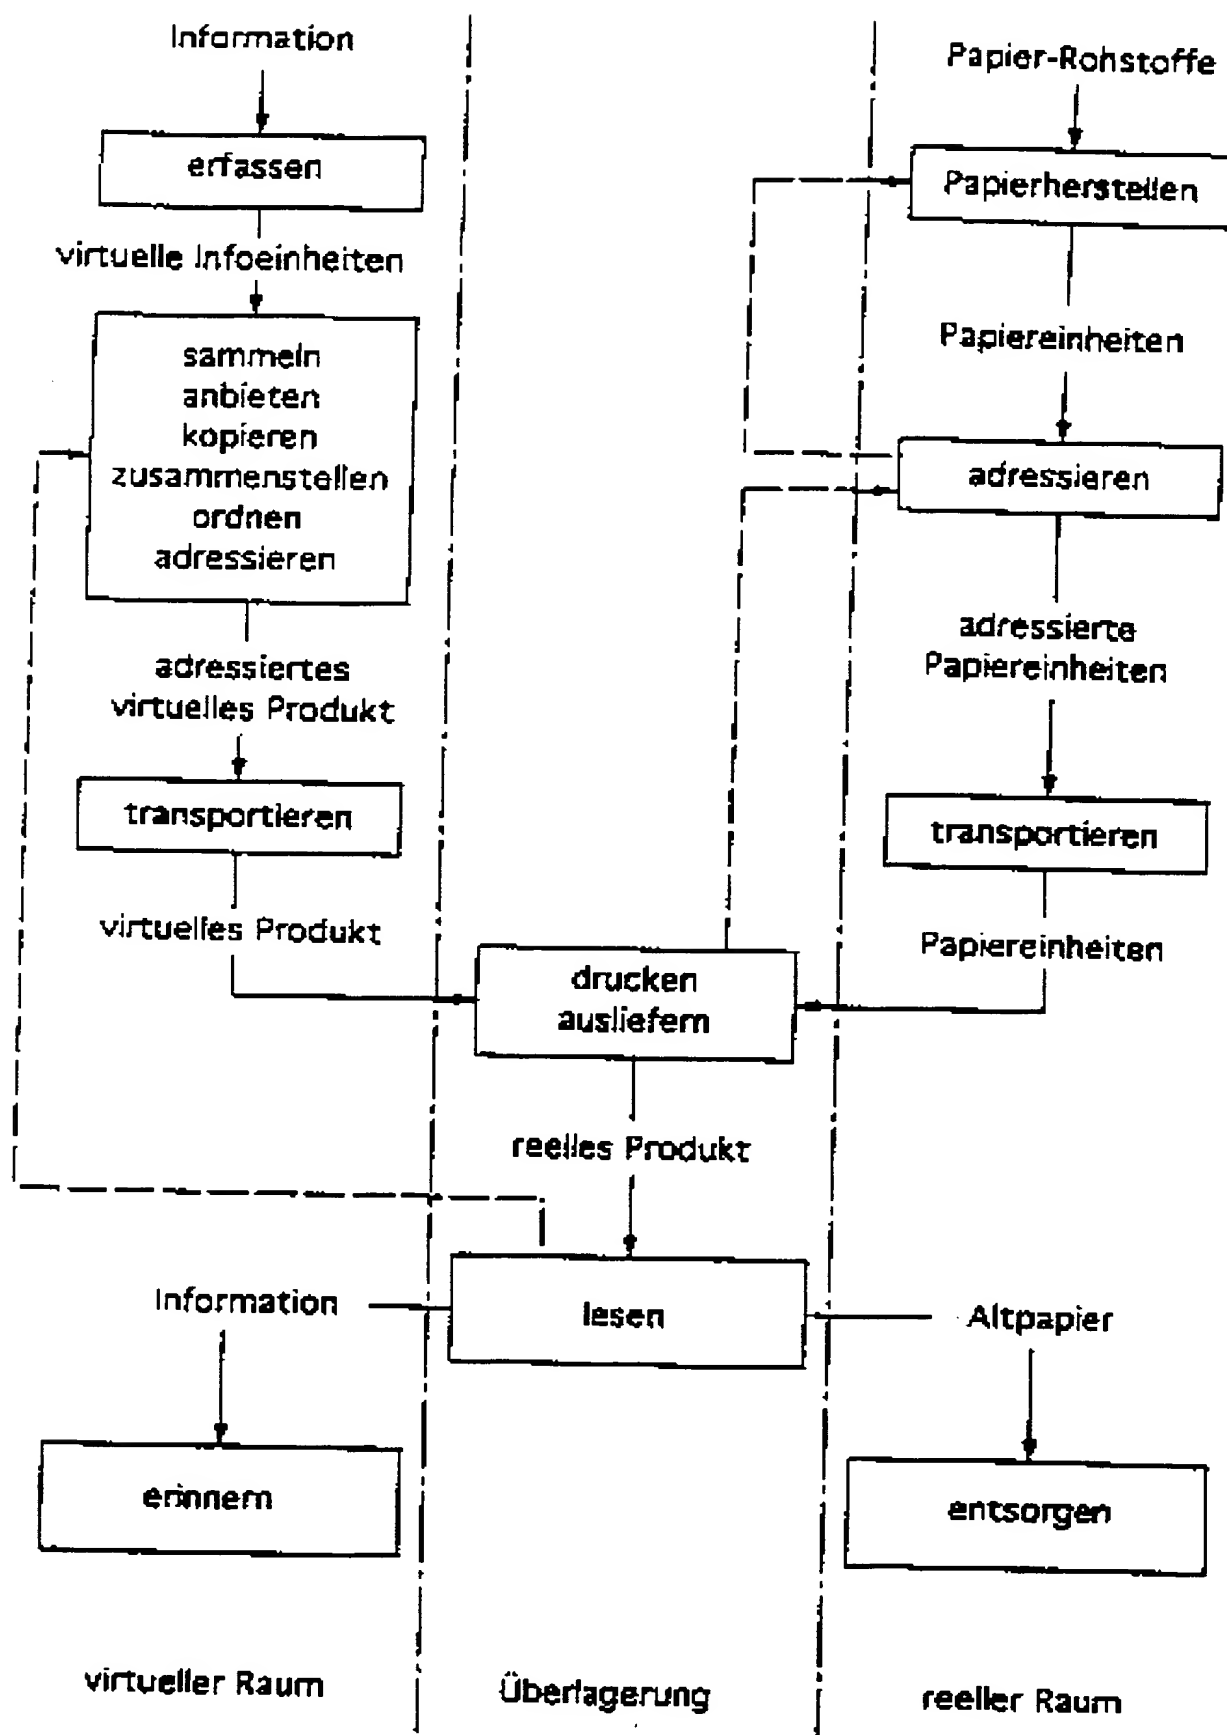 Information
erfassen
virtuelle Infoeinheiten
sammeln
anbieten
kopieren
zusammenstellen
ordnen
adressieren
adressiertes
virtuelles Produkt
transportieren
virtuelles Produkt
Papier-Rohstoffe
Papierherstellen
Papiereinheiten
adressieren
adressierte
Papiereinheiten
transportieren
Papiereinheiten
drucken
ausliefern
reelles Produkt
lesen
Information
erinnern
Altpapier
entsorgen
virtueller Raum
Überlagerung
reeller Raum